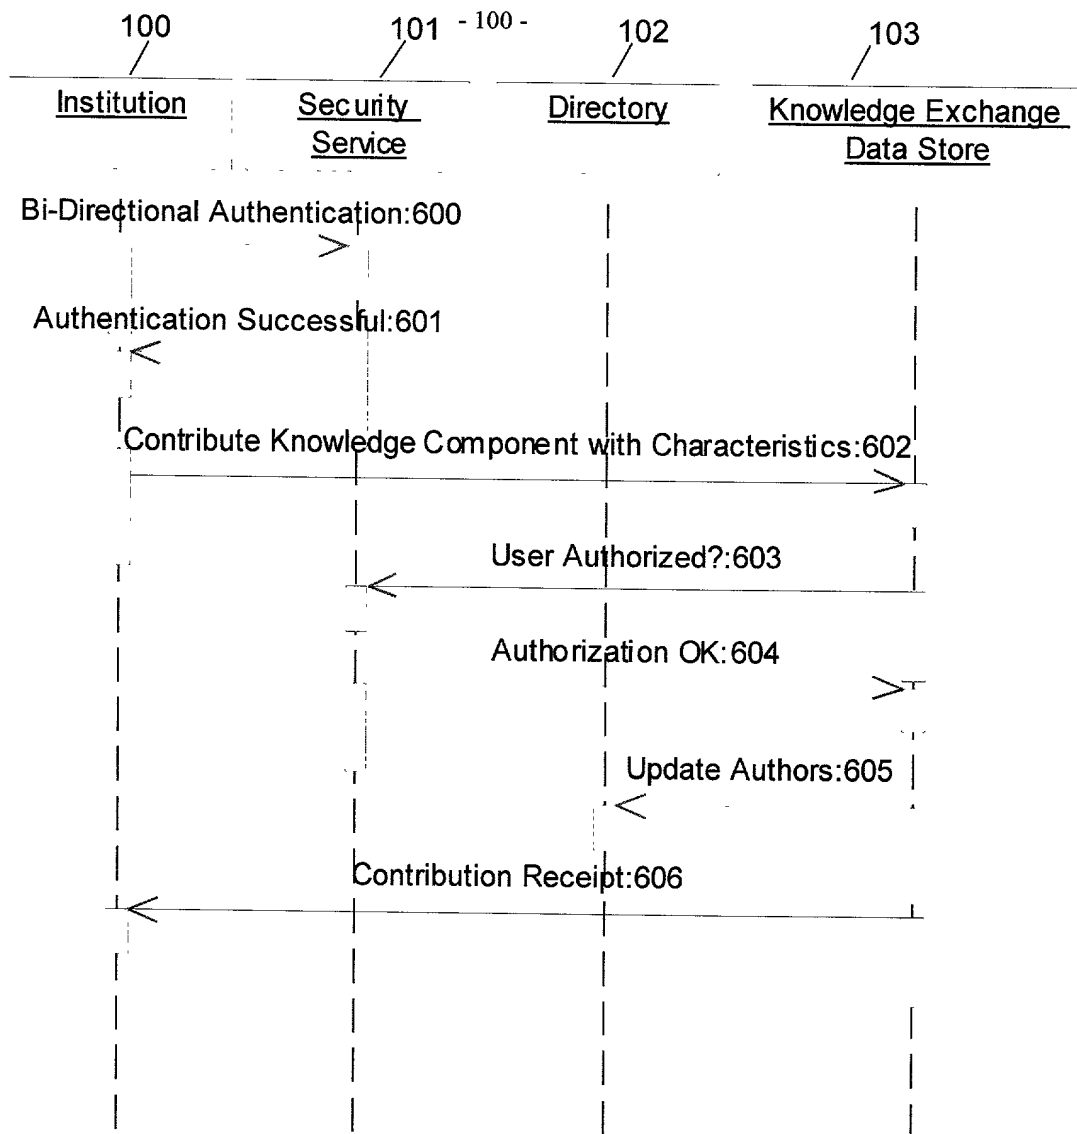 - 100 -
100 101 102 103
Institution
Security
Service
Directory
Knowledge Exchange
Data Store
Bi-Directional Authentication:600
Authentication Successful:601
Contribute Knowledge Component with Characteristics:602
User Authorized?:603
Authorization OK:604
Update Authors:605
Contribution Receipt:606